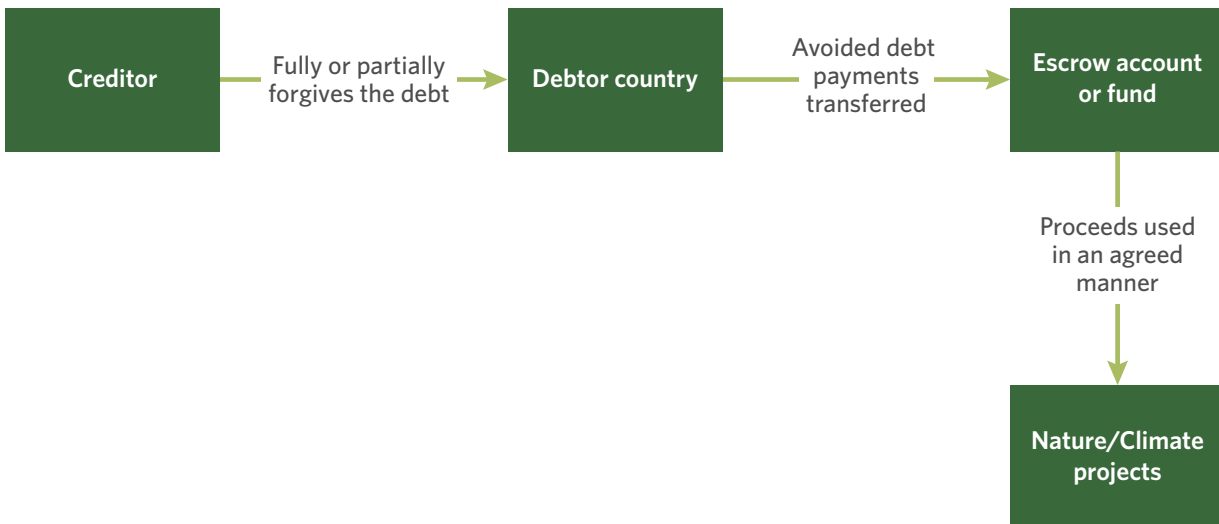 Creditor
Fully or partially
forgives the debt
Debtor country
Avoided debt
payments
transferred
Escrow account
or fund
Proceeds used
in an agreed
manner
Nature/Climate
projects